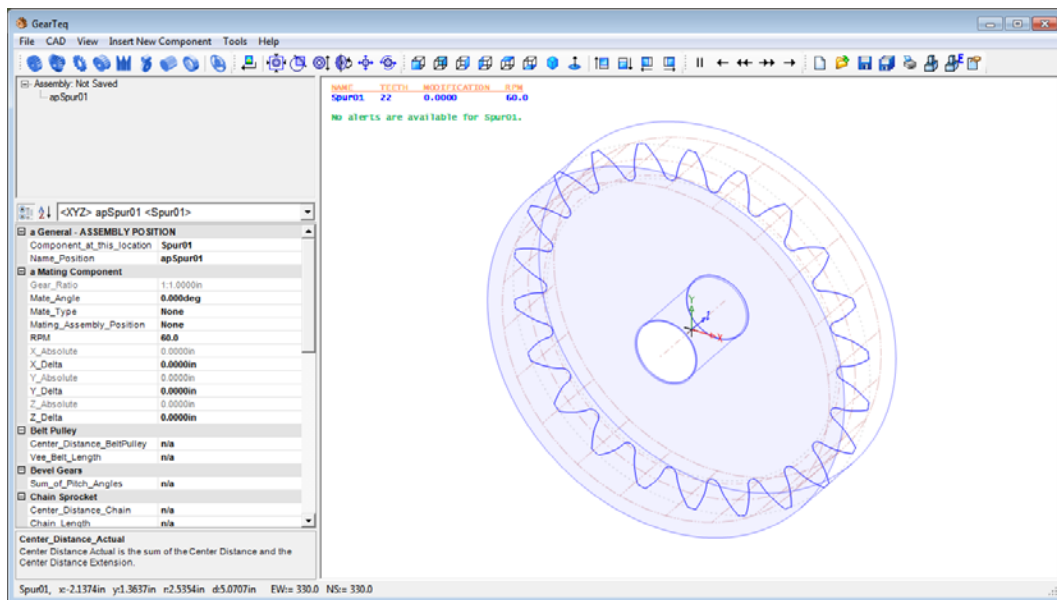 GearTeq
File CAD View Insert New Component Tools Help
Assembly: Not Saved
apSpur01
NAME TEETH MODIFICATION RPM
Spur01 22 0.0000 60.0
No alerts are available for Spur01.
<XYZ> apSpur01 <Spur01>
a General - ASSEMBLY POSITION
Component_at_this_location Spur01
Name_Position apSpur01
a Mating Component
Gear_Ratio 1:1.0000in
Mate_Angle 0.000deg
Mate_Type None
Mating_Assembly_Position None
RPM 60.0
X_Absolute 0.0000in
X_Delta 0.0000in
Y_Absolute 0.0000in
Y_Delta 0.0000in
Z_Absolute 0.0000in
Z_Delta 0.0000in
Belt Pulley
Center_Distance_BeltPulley n/a
Vee_Belt_Length n/a
Bevel Gears
Sum_of_Pitch_Angles n/a
Chain Sprocket
Center_Distance_Chain n/a
Chain_Length n/a
Center_Distance_Actual
Center Distance Actual is the sum of the Center Distance and the
Center Distance Extension.
Y
Z
X
Spur01, x:-2.1374in y:1.3637in r:2.5354in d:5.0707in EW:= 330.0 NS:= 330.0